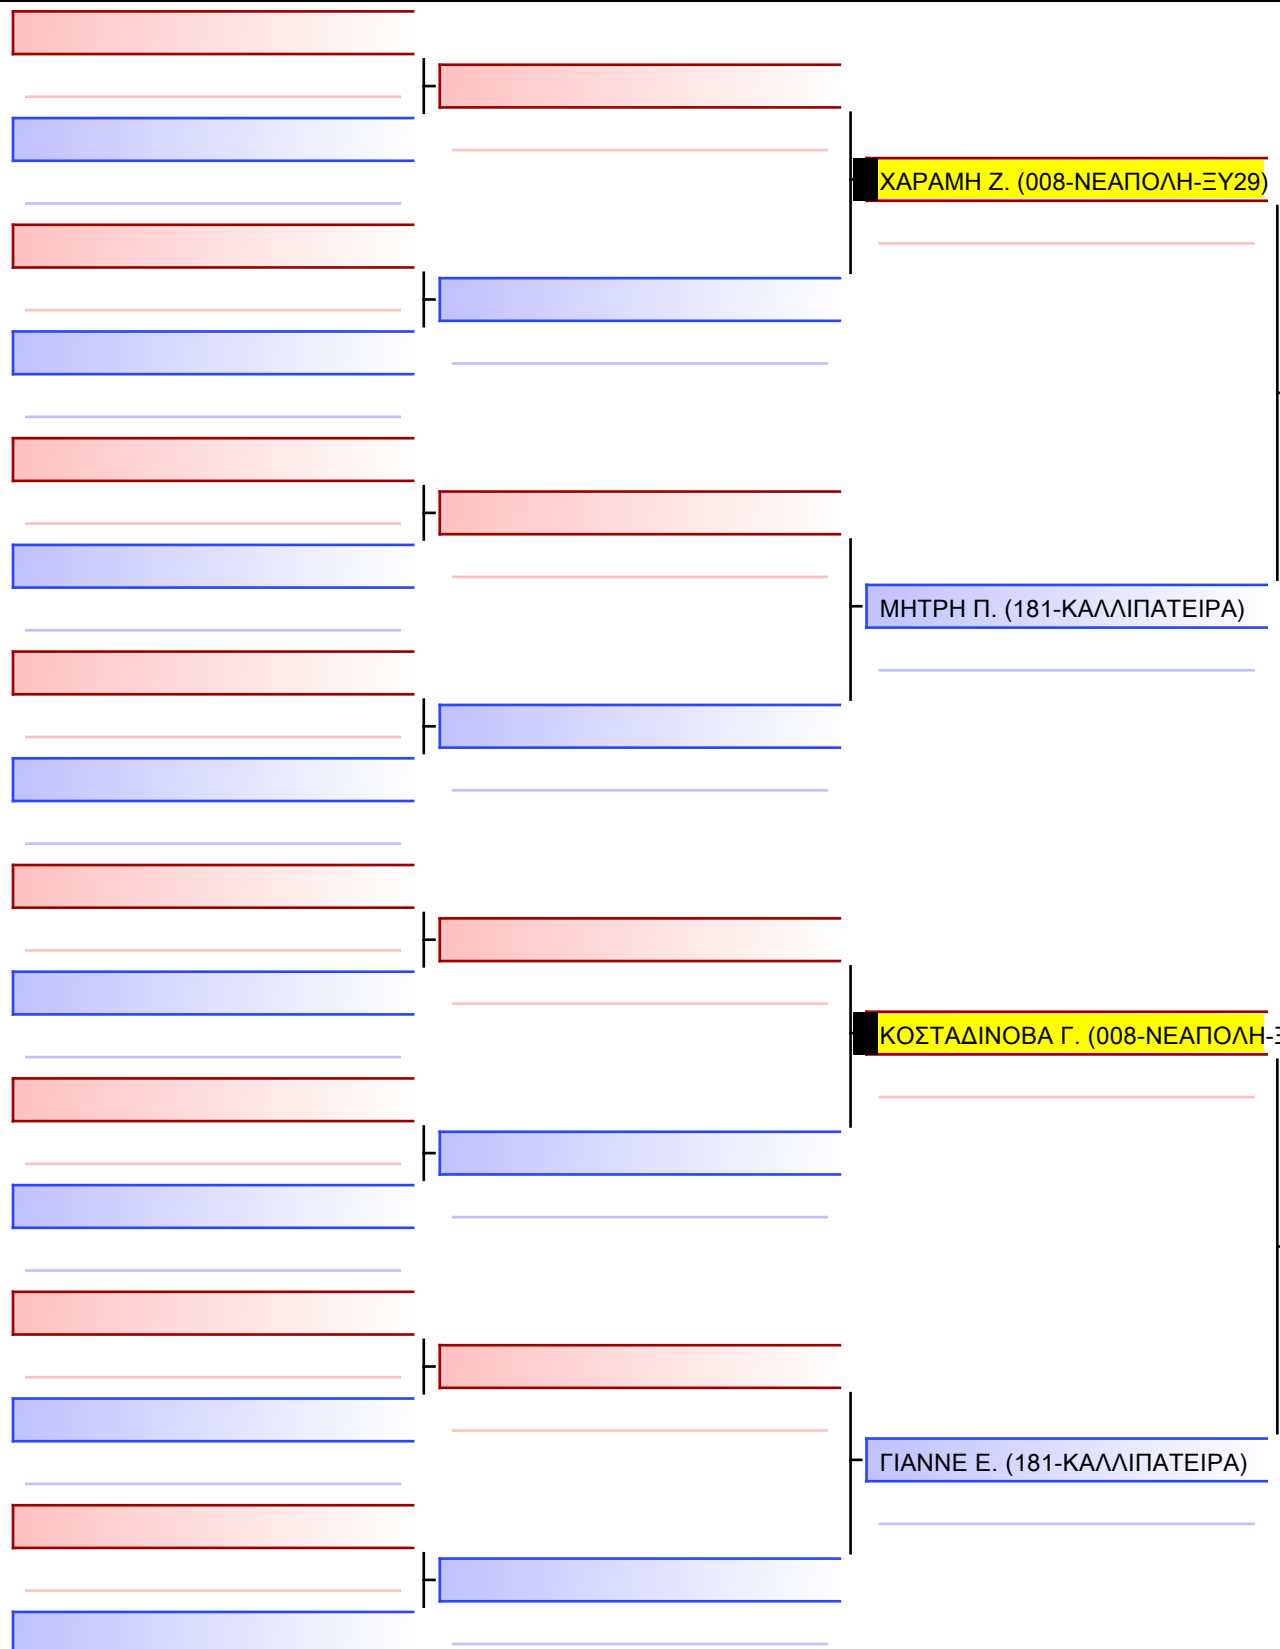 ΧΑΡΑΜΗ Ζ. (008-ΝΕΑΠΟΛΗ-ΞΥ29)
ΜΗΤΡΗ Π. (181-ΚΑΛΛΙΠΑΤΕΙΡΑ)
ΚΟΣΤΑΔΙΝΟΒΑ Γ. (008-ΝΕΑΠΟΛΗ-
ΓΙΑΝΝΕ Ε. (181-ΚΑΛΛΙΠΑΤΕΙΡΑ)